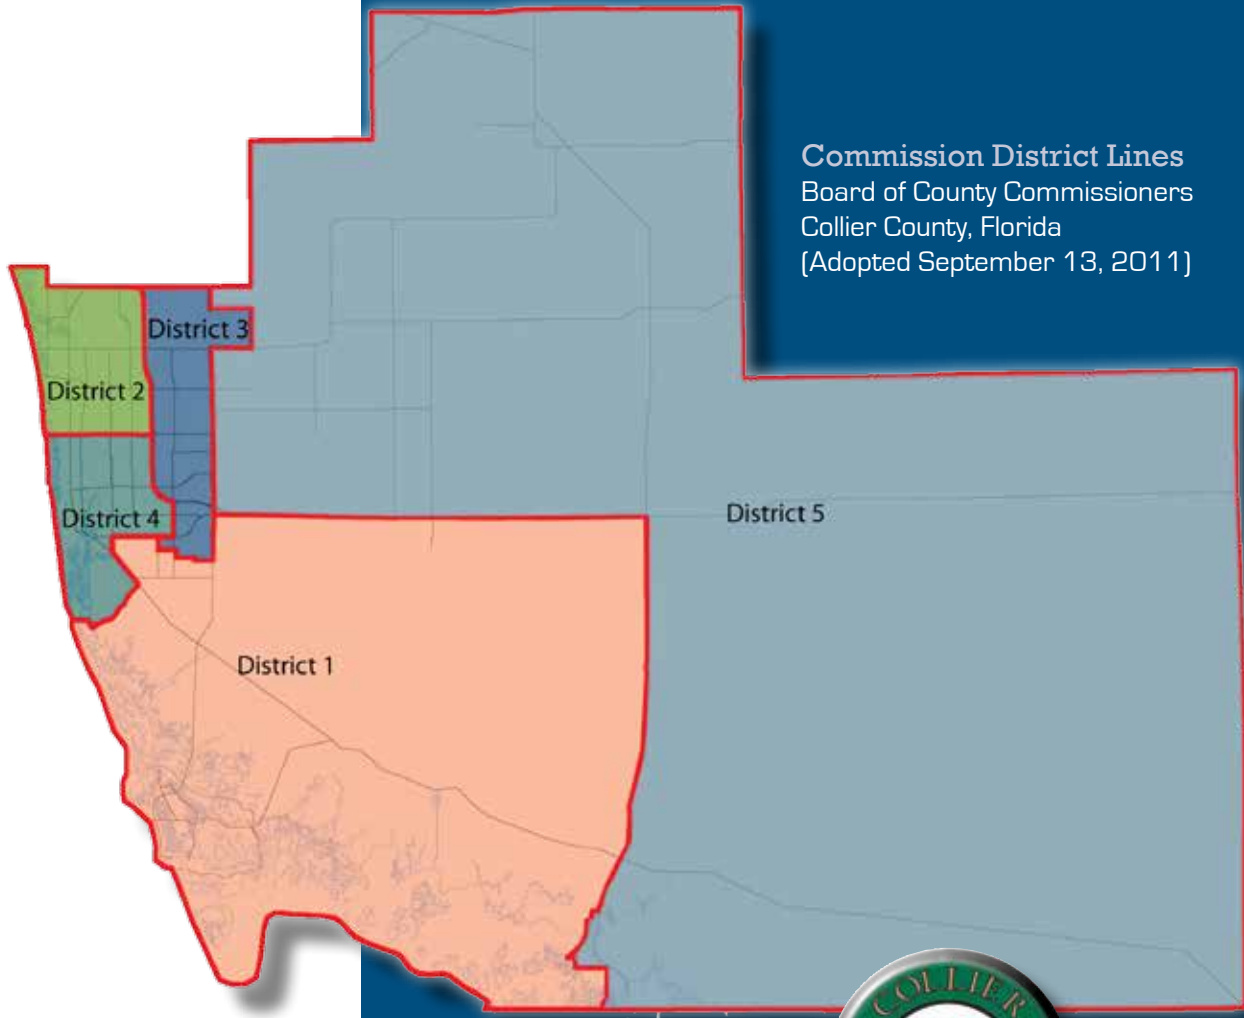 Commission District Lines
Board of County Commissioners
Collier County, Florida
(Adopted September 13, 2011)
District 3
District 2
District 5
District 4
District 1
COLLIER